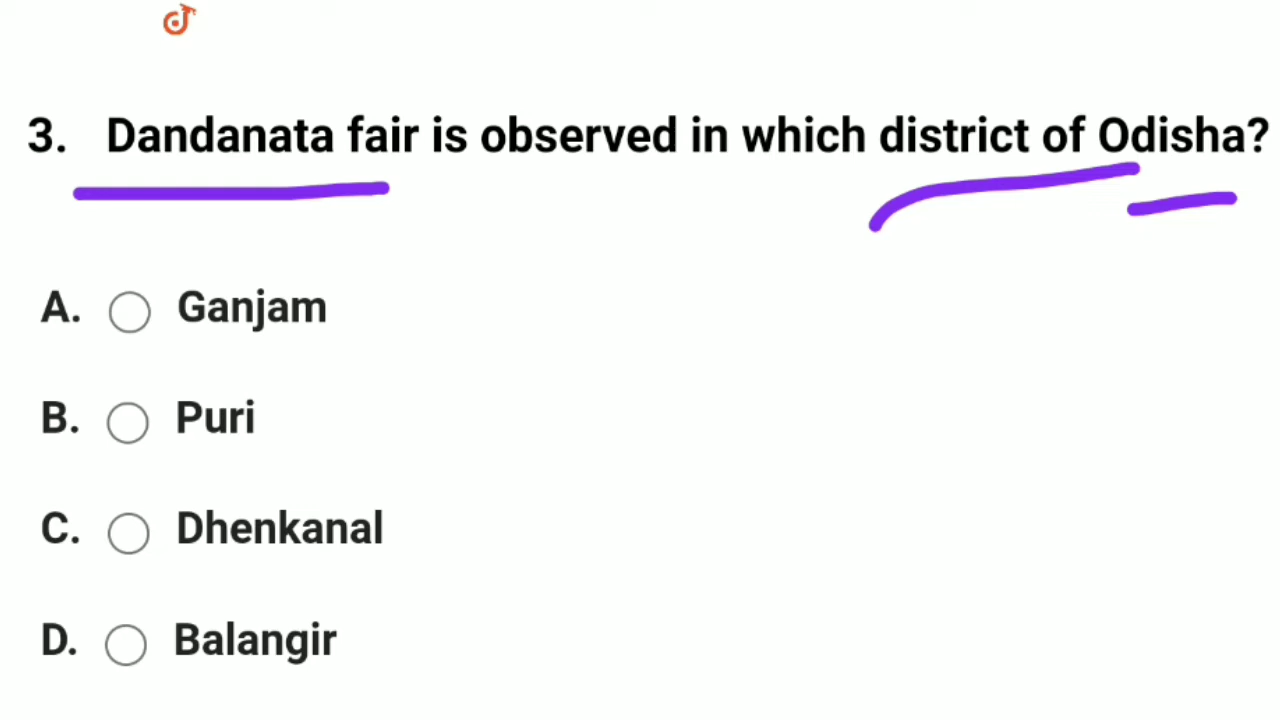 3. Dandanata fair is observed in which district of Odisha?
A. Ganjam
B. Puri
C. Dhenkanal
D. Balangir